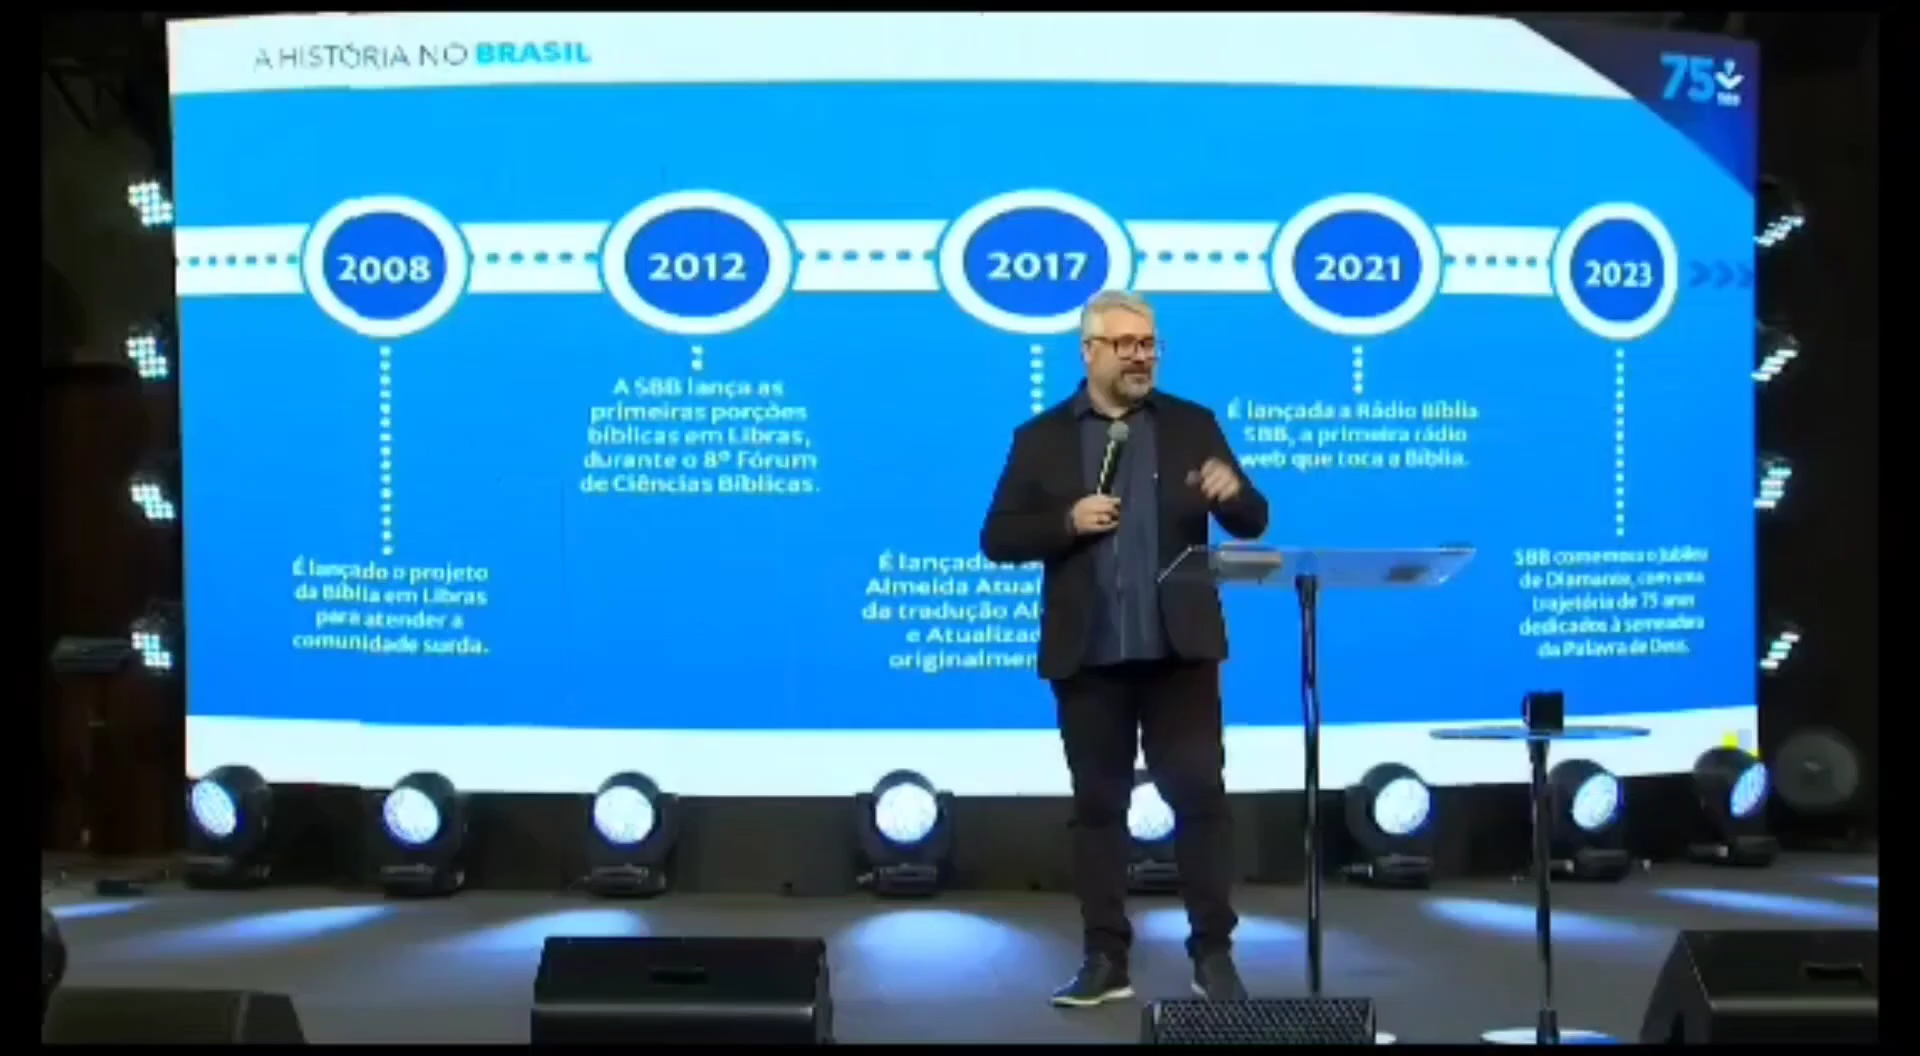 A HISTÓRIA NO BRASIL
75
2008
2012
2017
2021
2023
É lançado o projeto
da Bíblia em Libras
para atender a
comunidade surda.
A SBB lança as
primeiras porções
bíblicas em Libras,
durante o 8º Fórum
de Ciências Bíblicas.
É lançada
Almeida
da tradução
e
É lançada a Rádio Bíblia
SBB, a primeira rádio
web que toca a Bíblia.
SBB comemora o Jubileu
de Diamante, com uma
trajetória de 75 anos
dedicados à semeadura
da Palavra de Deus.